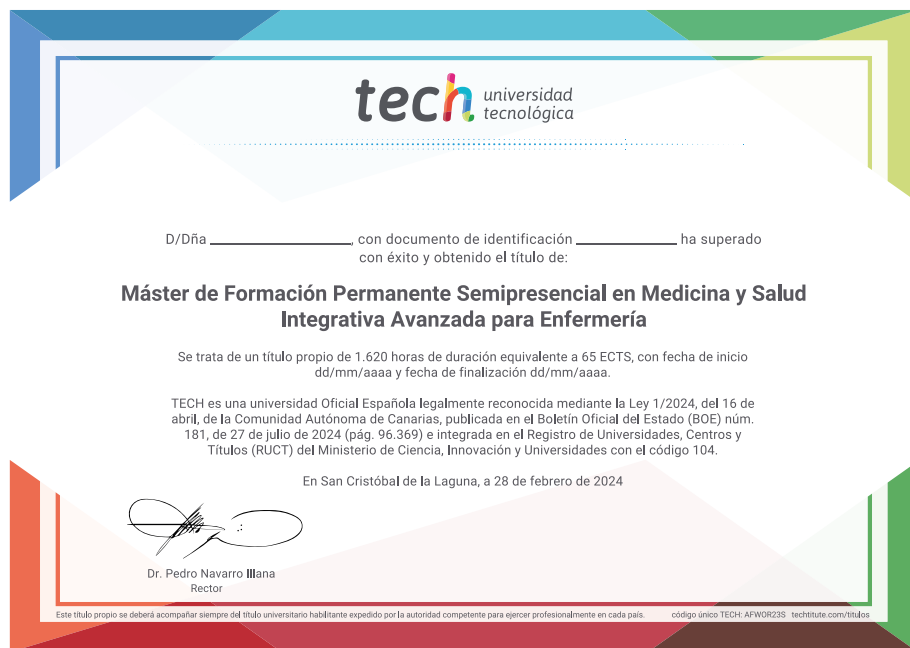 tech universidad
tecnológica
D/Dña ____________, con documento de identificación ____________ ha superado
con éxito y obtenido el título de:
Máster de Formación Permanente Semipresencial en Medicina y Salud
Integrativa Avanzada para Enfermería
Se trata de un título propio de 1.620 horas de duración equivalente a 65 ECTS, con fecha de inicio
dd/mm/aaaa y fecha de finalización dd/mm/aaaa.
TECH es una universidad Oficial Española legalmente reconocida mediante la Ley 1/2024, del 16 de
abril, de la Comunidad Autónoma de Canarias, publicada en el Boletín Oficial del Estado (BOE) núm.
181, de 27 de julio de 2024 (pág. 96.369) e integrada en el Registro de Universidades, Centros y
Títulos (RUCT) del Ministerio de Ciencia, Innovación y Universidades con el código 104.
En San Cristóbal de la Laguna, a 28 de febrero de 2024
Dr. Pedro Navarro Illana
Rector
Este título propio se deberá acompañar siempre del título universitario habilitante expedido por la autoridad competente para ejercer profesionalmente en cada país. código único TECH: AFWOR23S techtitute.com/titulos